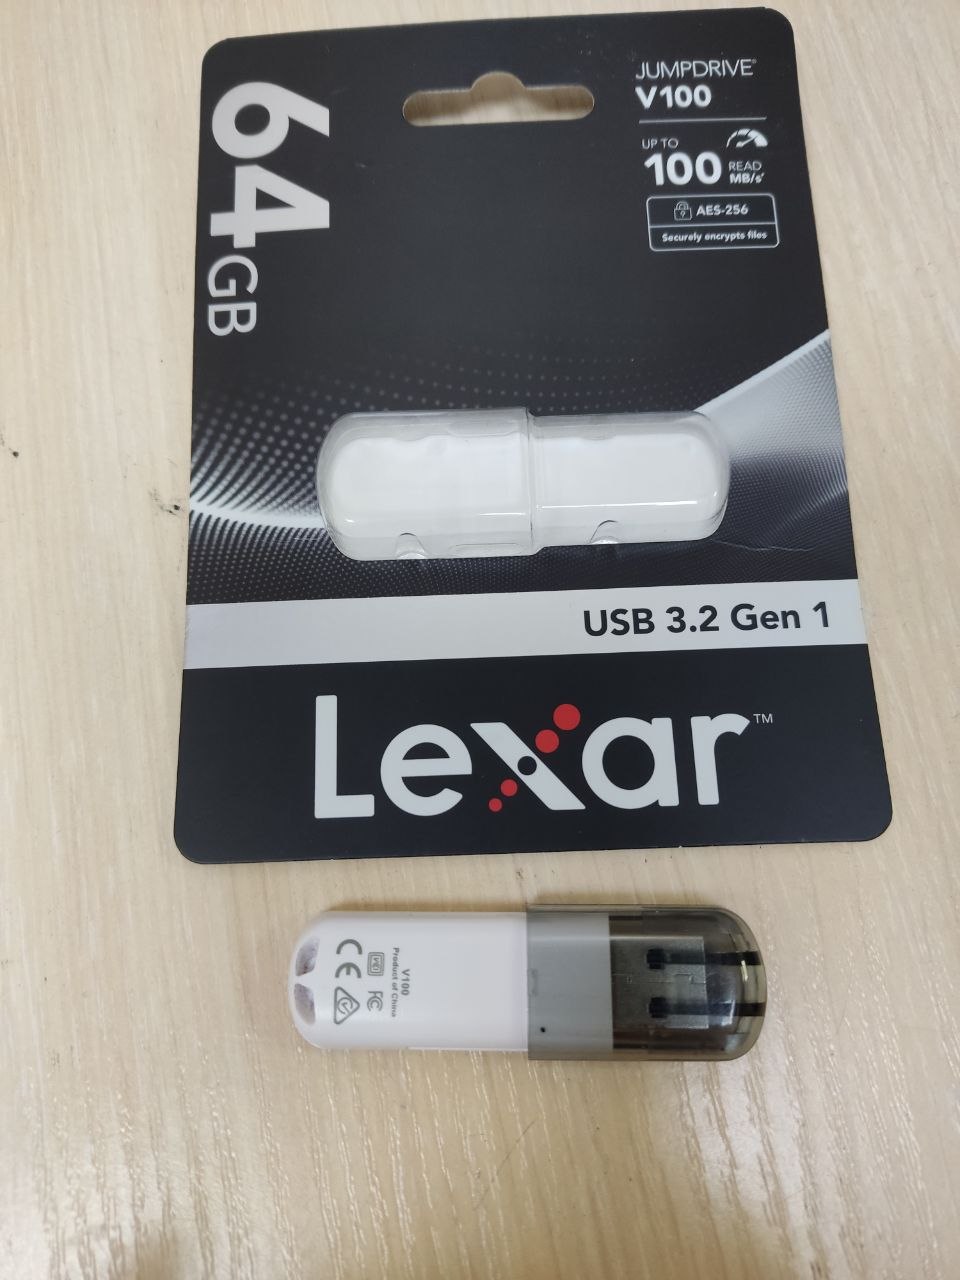 64GB
JUMPDRIVE®
V100
UP TO
100 READ
MB/s*
AES-256
Securely encrypts files
USB 3.2 Gen 1
Lexar™
V100
Product of China
CE
FC